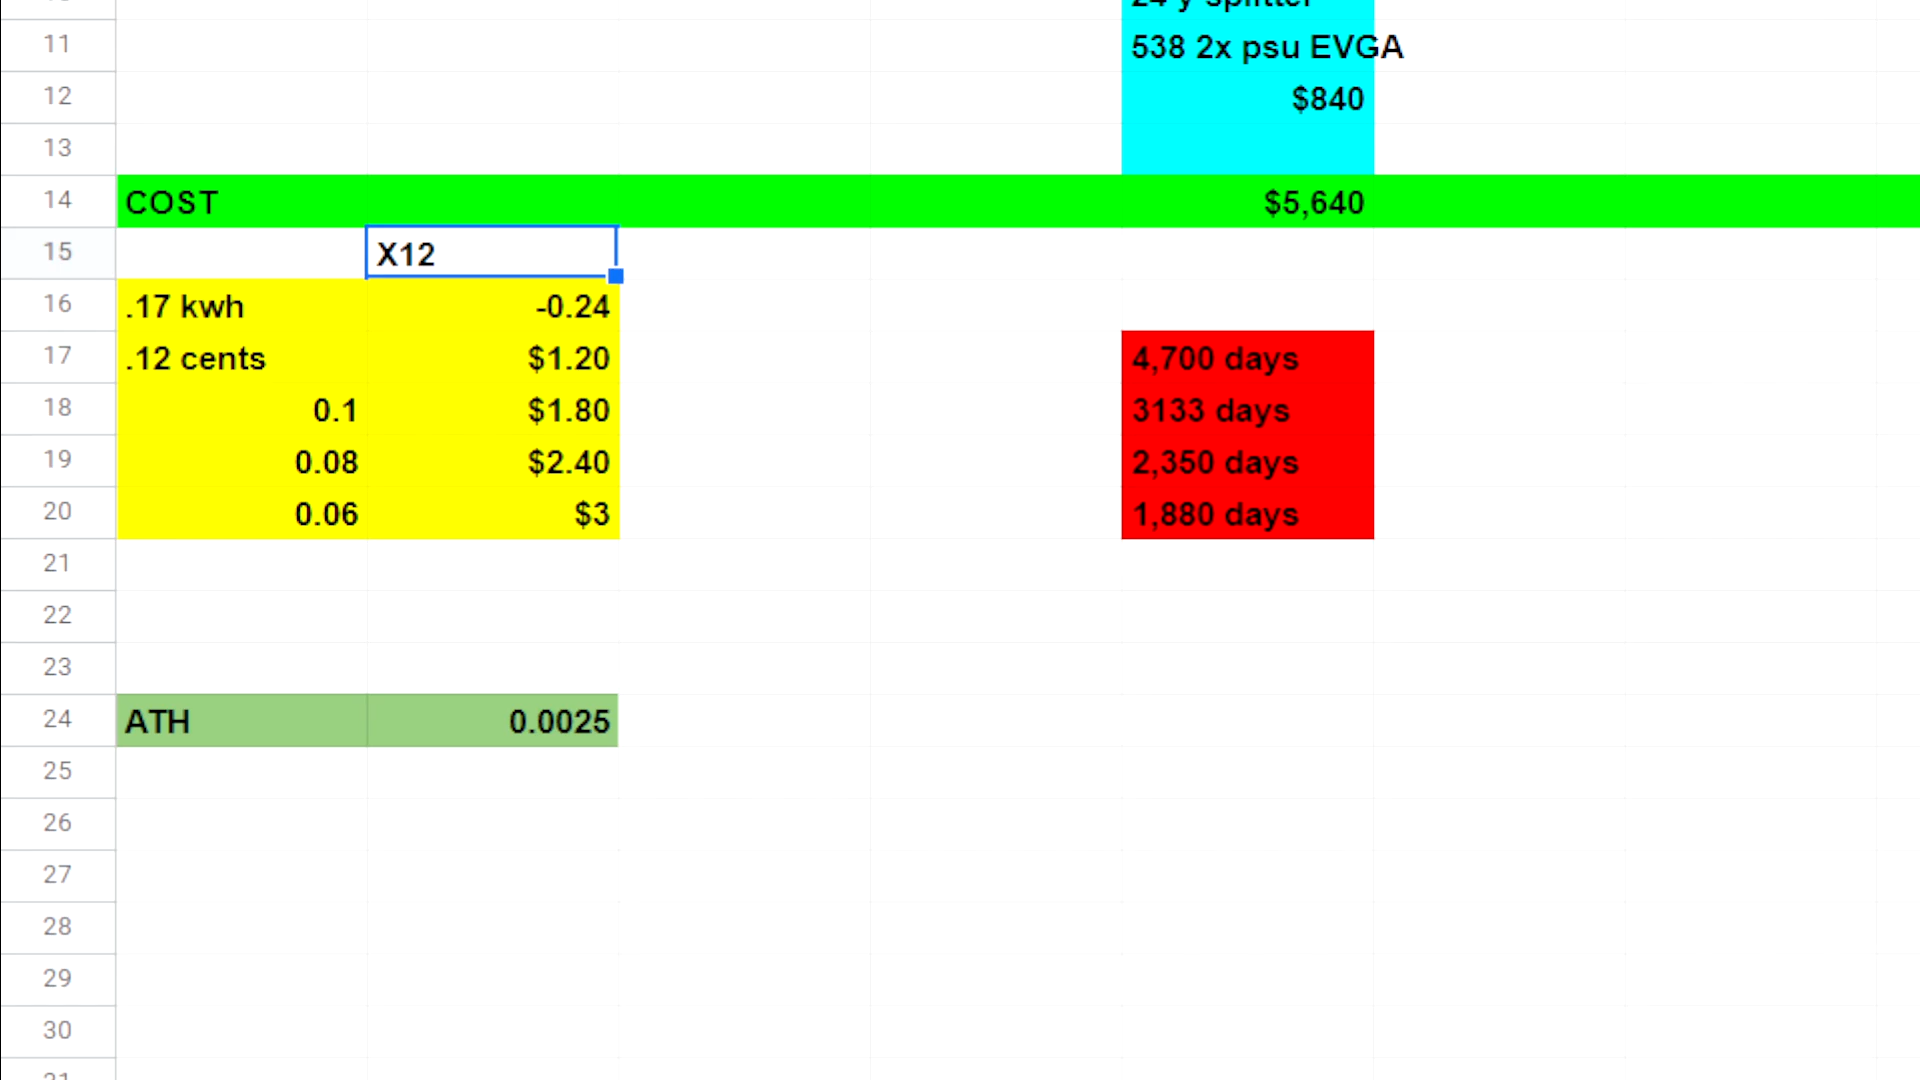 24 y splitter
11 538 2x psu EVGA
12 $840
13
14 COST $5,640
15 X12
16 .17 kwh -0.24
17 .12 cents $1.20 4,700 days
18 0.1 $1.80 3133 days
19 0.08 $2.40 2,350 days
20 0.06 $3 1,880 days
21
22
23
24 ATH 0.0025
25
26
27
28
29
30
31